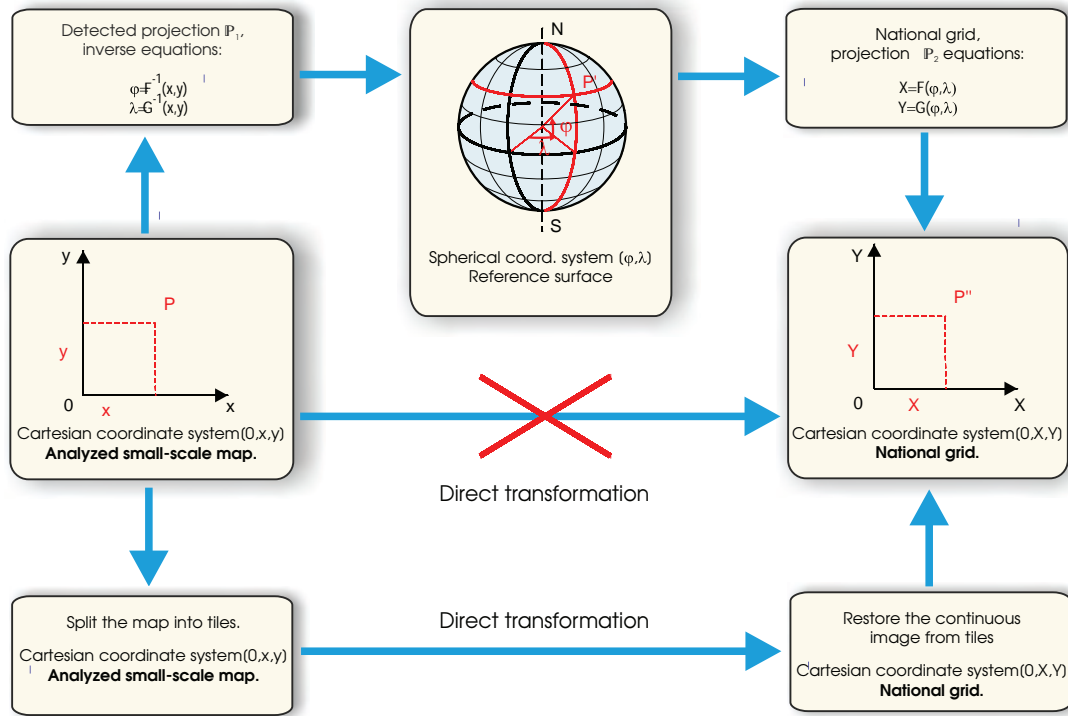 Detected projection ℙ₁,
inverse equations:
φ=F⁻¹(x,y)
λ=G⁻¹(x,y)
N
P'
φ
λ
S
Spherical coord. system (φ,λ)
Reference surface
National grid,
projection ℙ₂ equations:
X=F(φ,λ)
Y=G(φ,λ)
y
P
y
0
x
x
Cartesian coordinate system(0,x,y)
Analyzed small-scale map.
Direct transformation
Y
P"
Y
0
X
X
Cartesian coordinate system(0,X,Y)
National grid.
Split the map into tiles.
Cartesian coordinate system(0,x,y)
Analyzed small-scale map.
Direct transformation
Restore the continuous
image from tiles
Cartesian coordinate system(0,X,Y)
National grid.